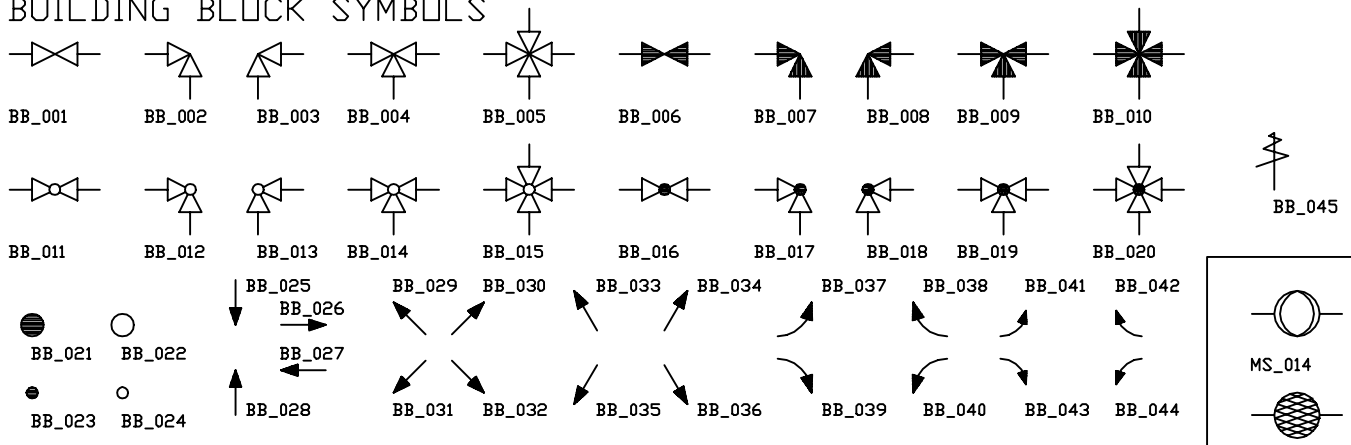 BUILDING BLOCK SYMBOLS
BB_001 BB_002 BB_003 BB_004 BB_005 BB_006 BB_007 BB_008 BB_009 BB_010
BB_045
BB_011 BB_012 BB_013 BB_014 BB_015 BB_016 BB_017 BB_018 BB_019 BB_020
BB_025 BB_029 BB_030 BB_033 BB_034 BB_037 BB_038 BB_041 BB_042
BB_026
BB_021 BB_022 BB_027
MS_014
BB_028 BB_031 BB_032 BB_035 BB_036 BB_039 BB_040 BB_043 BB_044
BB_023 BB_024